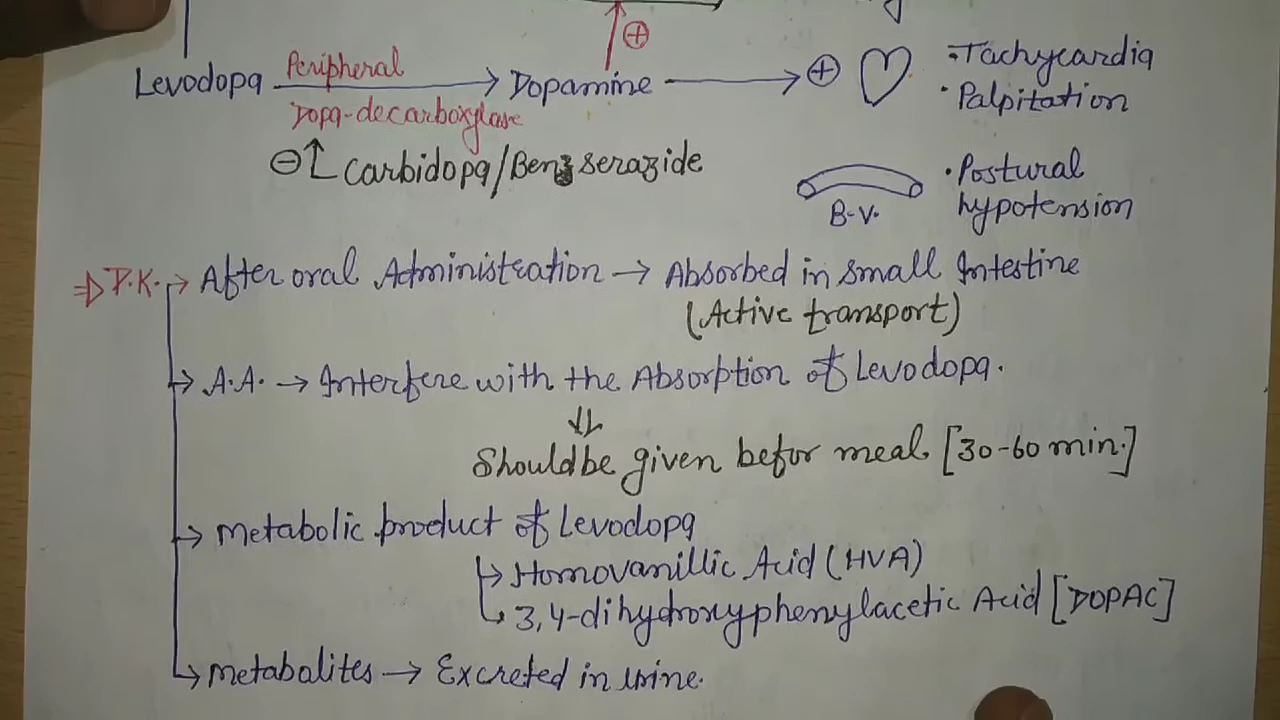 ⊕
Peripheral
Levodopa → Dopamine → ⊕ ♡ • Tachycardia
Dopa-decarboxylase • Palpitation
⊖ Carbidopa/Benserazide
• Postural
B.V. hypotension
⇒ P.K. → After oral Administration → Absorbed in small Intestine
(Active transport)
→ A.A. → Interfere with the Absorption of Levodopa.
⇓
Should be given befor meal [30-60 min.]
→ Metabolic product of Levodopa
↳ Homovanillic Acid (HVA)
↳ 3,4-dihydroxyphenylacetic Acid [DOPAC]
↳ Metabolites → Excreted in urine.